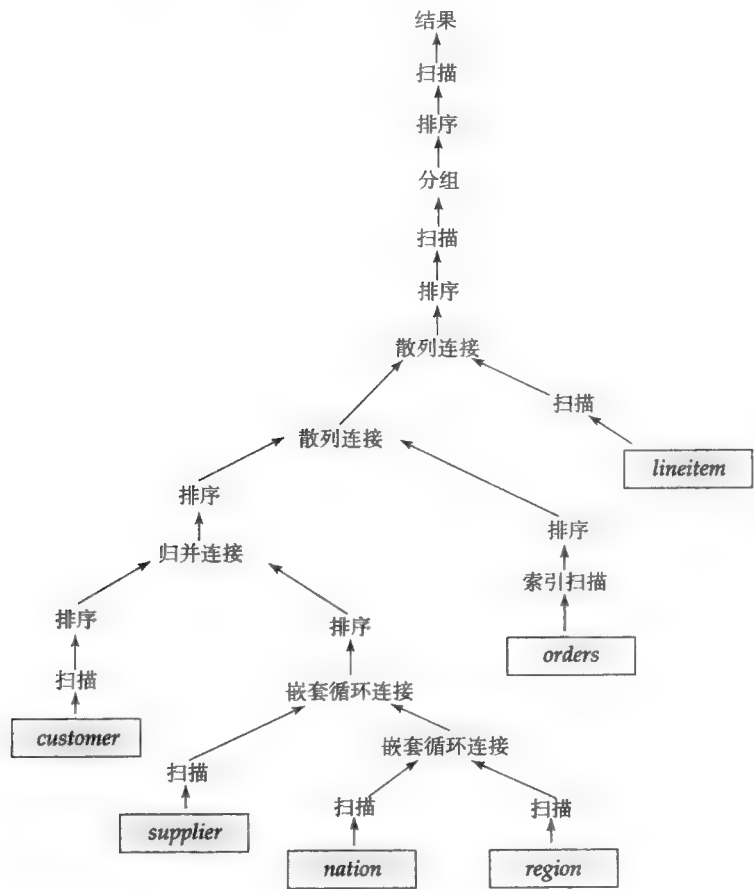 结果
扫描
排序
分组
扫描
排序
散列连接
扫描
散列连接
lineitem
排序
排序
归并连接
索引扫描
排序
排序
orders
扫描
嵌套循环连接
customer
嵌套循环连接
扫描
扫描
扫描
supplier
nation
region